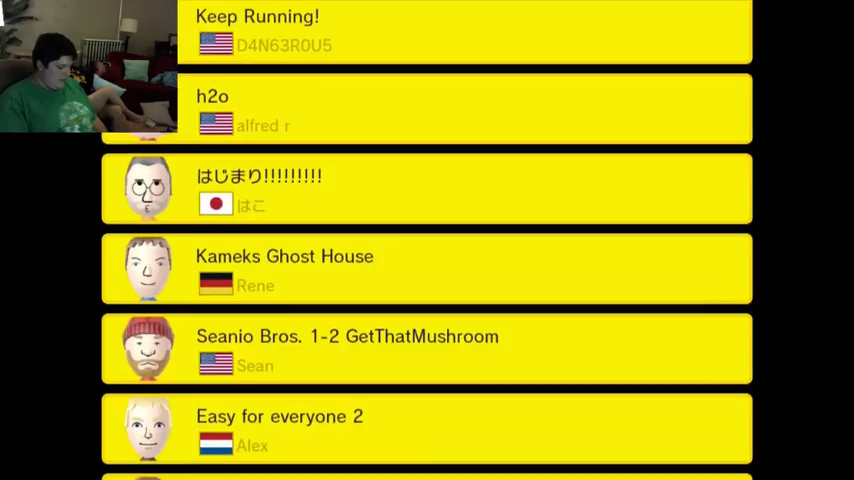 Keep Running!
D4N63R0U5
h2o
alfred r
はじまり!!!!!!!!!
はこ
Kameks Ghost House
Rene
Seanio Bros. 1-2 GetThatMushroom
Sean
Easy for everyone 2
Alex